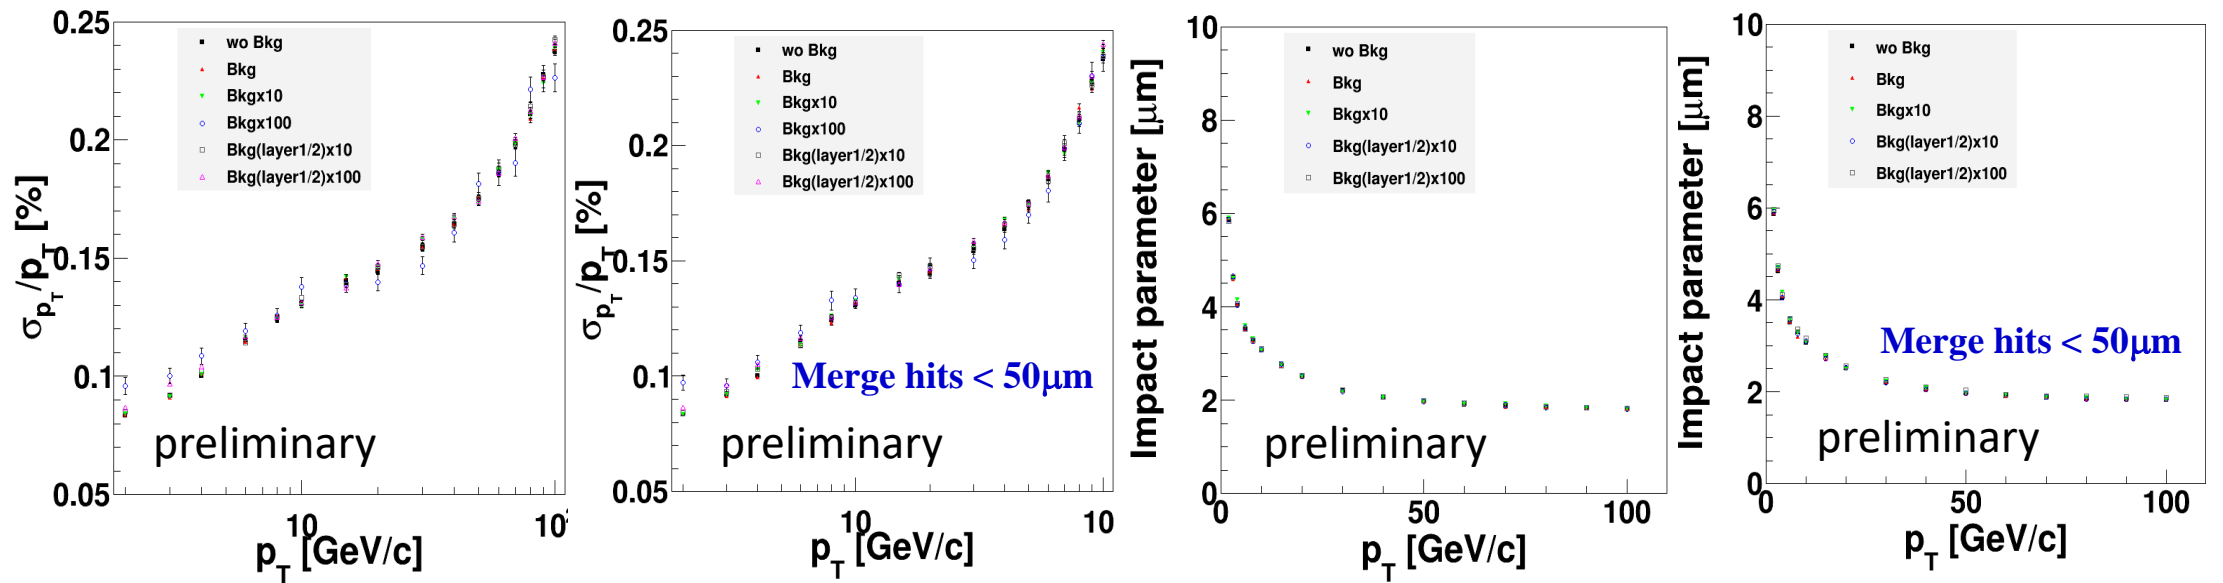 0.25
0.2
0.15
0.1
0.05
σpT/pT [%]
wo Bkg
Bkg
Bkgx10
Bkgx100
Bkg(layer1/2)x10
Bkg(layer1/2)x100
preliminary
10
10²
pT [GeV/c]
0.25
0.2
0.15
0.1
0.05
σpT/pT [%]
wo Bkg
Bkg
Bkgx10
Bkgx100
Bkg(layer1/2)x10
Bkg(layer1/2)x100
Merge hits < 50μm
preliminary
10
10
pT [GeV/c]
10
8
6
4
2
0
Impact parameter [μm]
wo Bkg
Bkg
Bkgx10
Bkg(layer1/2)x10
Bkg(layer1/2)x100
preliminary
0
50
100
pT [GeV/c]
10
8
6
4
2
0
Impact parameter [μm]
wo Bkg
Bkg
Bkgx10
Bkg(layer1/2)x10
Bkg(layer1/2)x100
Merge hits < 50μm
preliminary
0
50
100
pT [GeV/c]